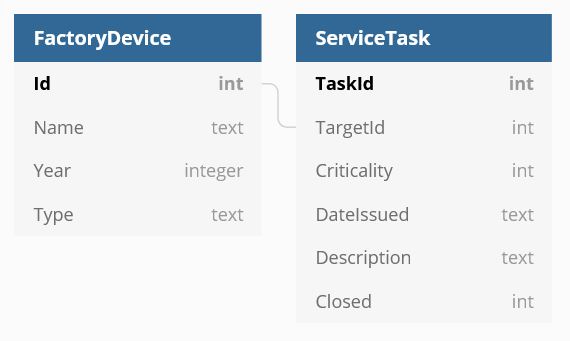 FactoryDevice
Id int
Name text
Year integer
Type text
ServiceTask
TaskId int
TargetId int
Criticality int
DateIssued text
Description text
Closed int